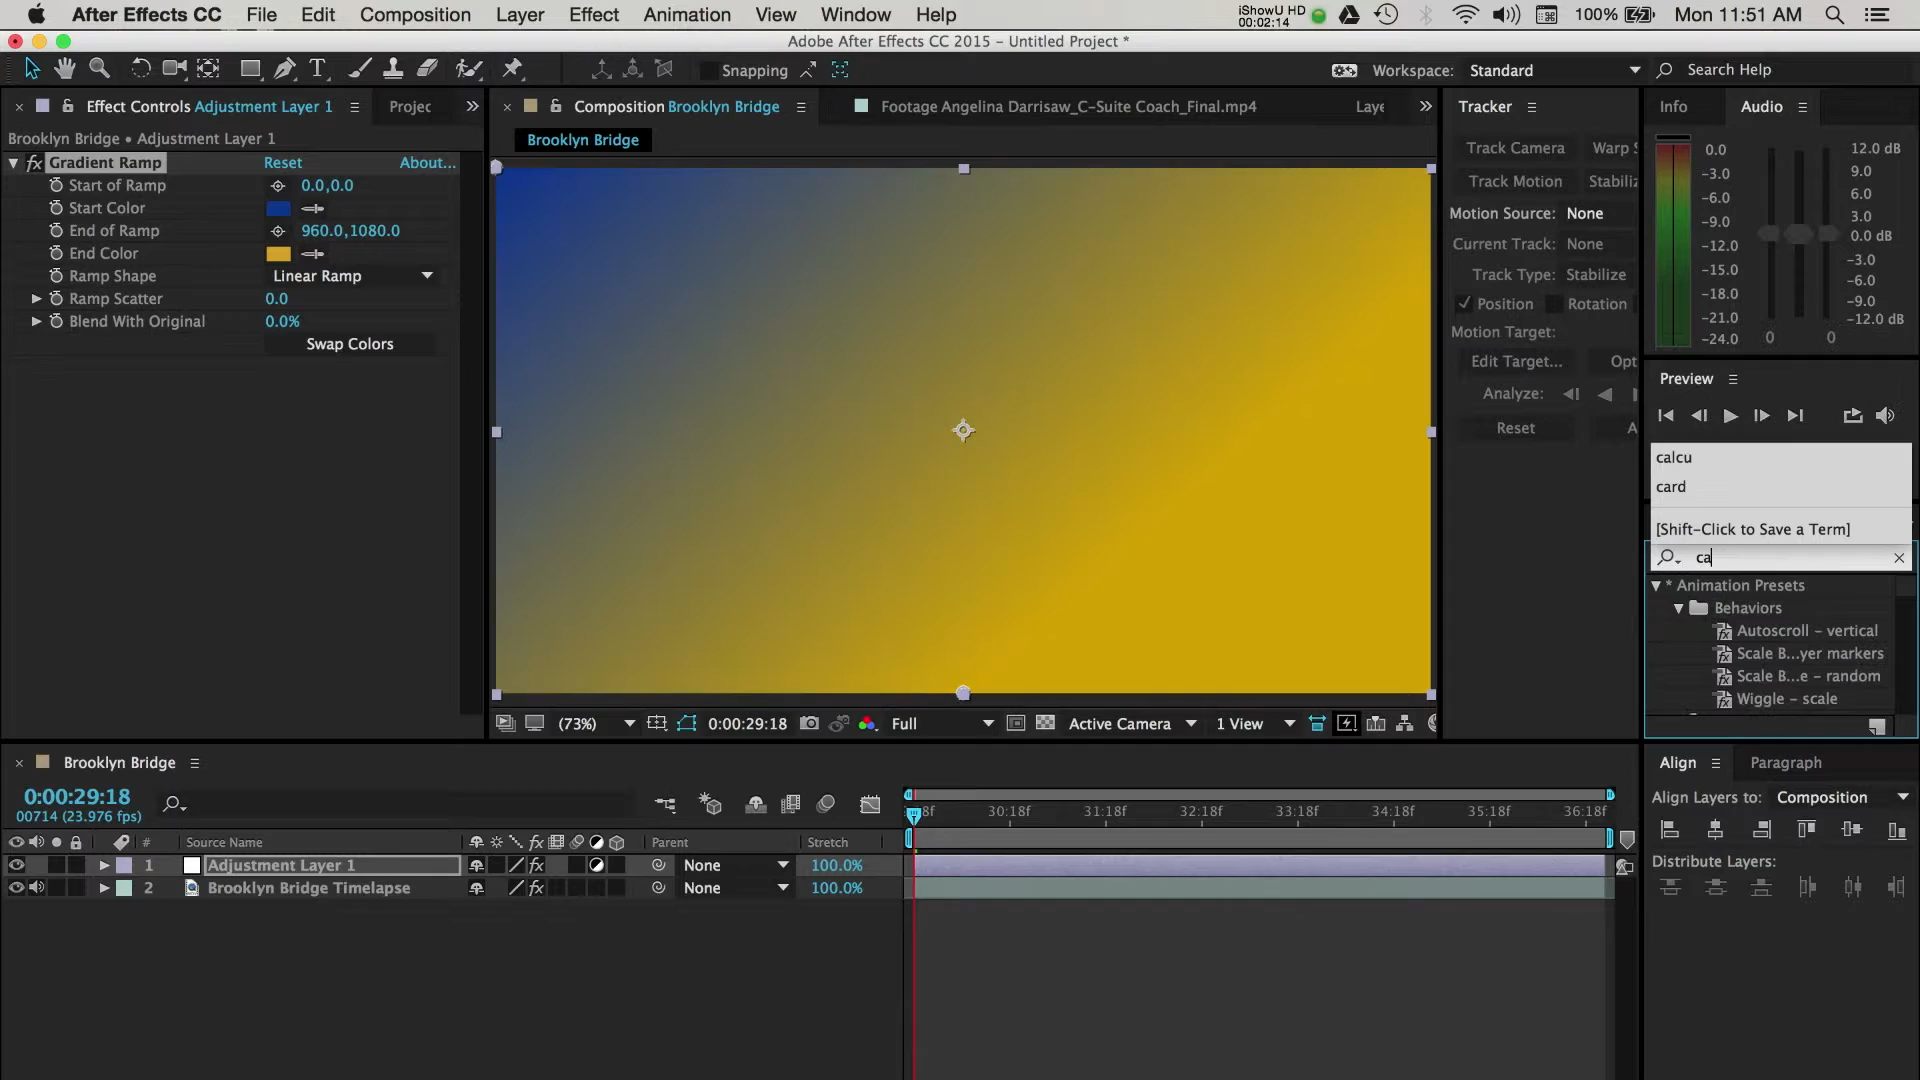 After Effects CC File Edit Composition Layer Effect Animation View Window Help
iShowU HD
00:02:14
100% Mon 11:51 AM
Adobe After Effects CC 2015 - Untitled Project *
Snapping
Workspace: Standard
Search Help
Effect Controls Adjustment Layer 1
Projec
Brooklyn Bridge • Adjustment Layer 1
fx Gradient Ramp Reset About...
Start of Ramp 0.0,0.0
Start Color
End of Ramp 960.0,1080.0
End Color
Ramp Shape Linear Ramp
Ramp Scatter 0.0
Blend With Original 0.0%
Swap Colors
Composition Brooklyn Bridge
Footage Angelina Darrisaw_C-Suite Coach_Final.mp4
Laye
Brooklyn Bridge
(73%) 0:00:29:18 Full Active Camera 1 View
Tracker
Track Camera Warp S
Track Motion Stabiliz
Motion Source: None
Current Track: None
Track Type: Stabilize
Position Rotation
Motion Target:
Edit Target... Opt
Analyze:
Reset A
Info Audio
0.0
-3.0
-6.0
-9.0
-12.0
-15.0
-18.0
-21.0
-24.0
12.0 dB
9.0
6.0
3.0
0.0 dB
-3.0
-6.0
-9.0
-12.0 dB
0 0
Preview
calcu
card
[Shift-Click to Save a Term]
ca
* Animation Presets
Behaviors
Autoscroll - vertical
Scale B...yer markers
Scale B...e - random
Wiggle - scale
Brooklyn Bridge
0:00:29:18
00714 (23.976 fps)
# Source Name fx Parent Stretch
1 Adjustment Layer 1 fx None 100.0%
2 Brooklyn Bridge Timelapse fx None 100.0%
8f 30:18f 31:18f 32:18f 33:18f 34:18f 35:18f 36:18f
Align Paragraph
Align Layers to: Composition
Distribute Layers: